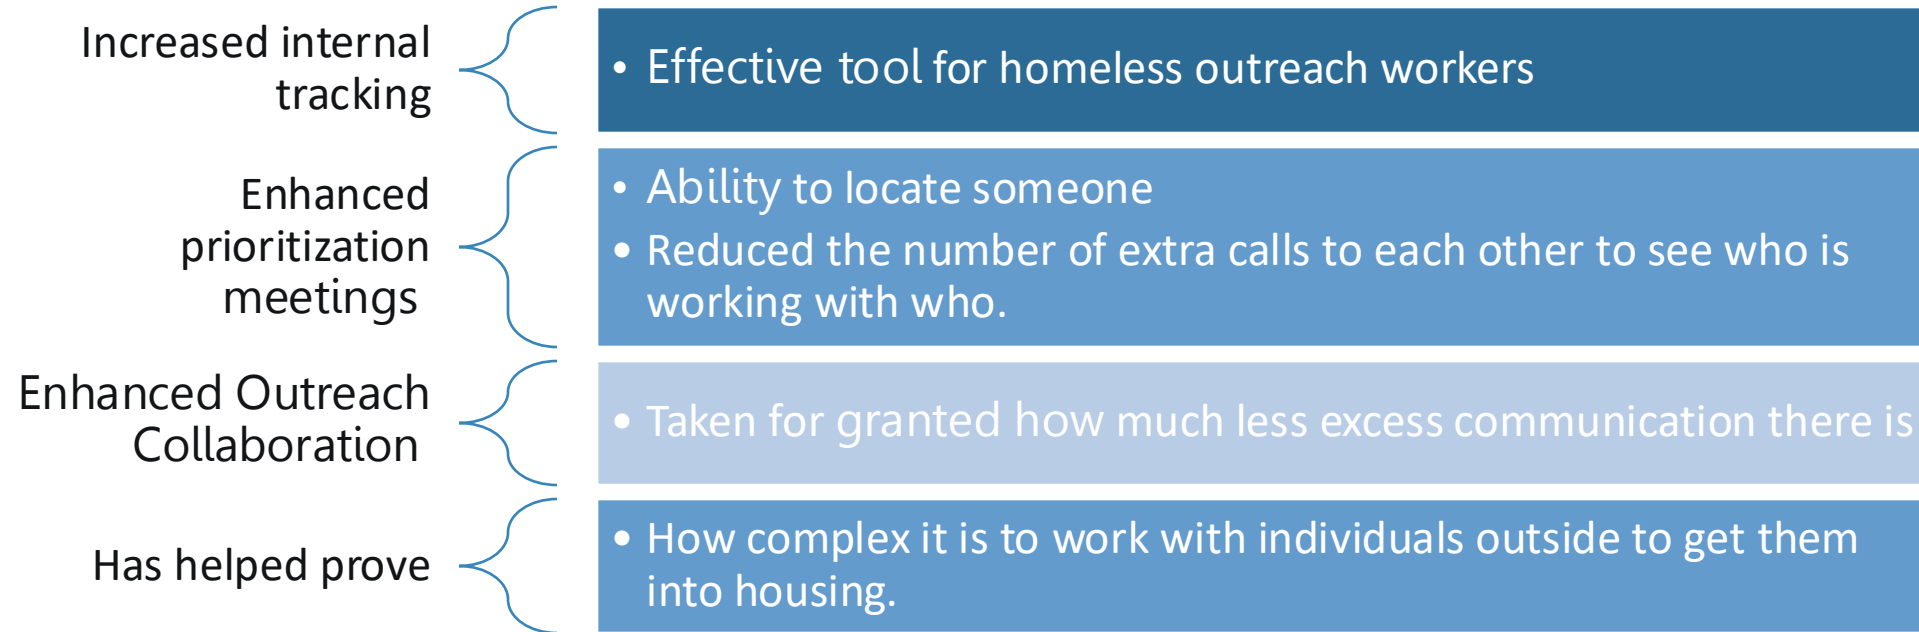 Increased internal
tracking
• Effective tool for homeless outreach workers
Enhanced
prioritization
meetings
• Ability to locate someone
• Reduced the number of extra calls to each other to see who is
working with who.
Enhanced Outreach
Collaboration
• Taken for granted how much less excess communication there is
Has helped prove
• How complex it is to work with individuals outside to get them
into housing.